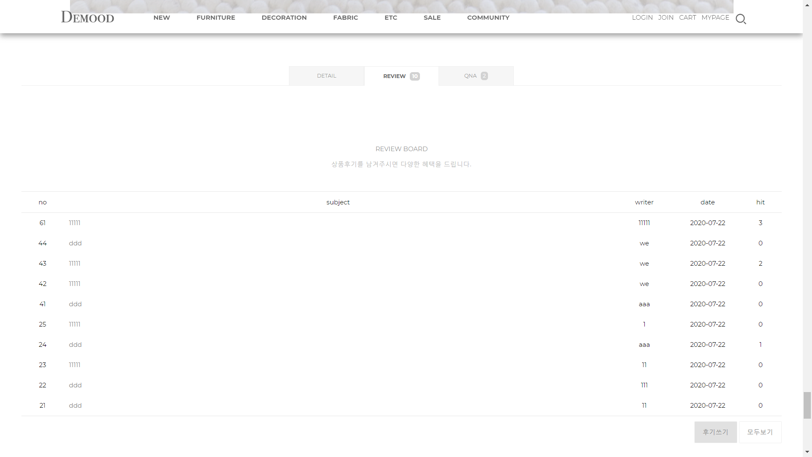 DEMOOD NEW FURNITURE DECORATION FABRIC ETC SALE COMMUNITY LOGIN JOIN CART MYPAGE
DETAIL REVIEW QNA
REVIEW BOARD
상품후기를 남겨주시면 다양한 혜택을 드립니다.
no subject writer date hit
61 11111 11111 2020-07-22 3
44 ddd we 2020-07-22 0
43 11111 we 2020-07-22 2
42 11111 we 2020-07-22 0
41 ddd aaa 2020-07-22 0
25 11111 1 2020-07-22 0
24 ddd aaa 2020-07-22 1
23 11111 11 2020-07-22 0
22 ddd 111 2020-07-22 0
21 ddd 11 2020-07-22 0
후기쓰기 모두보기